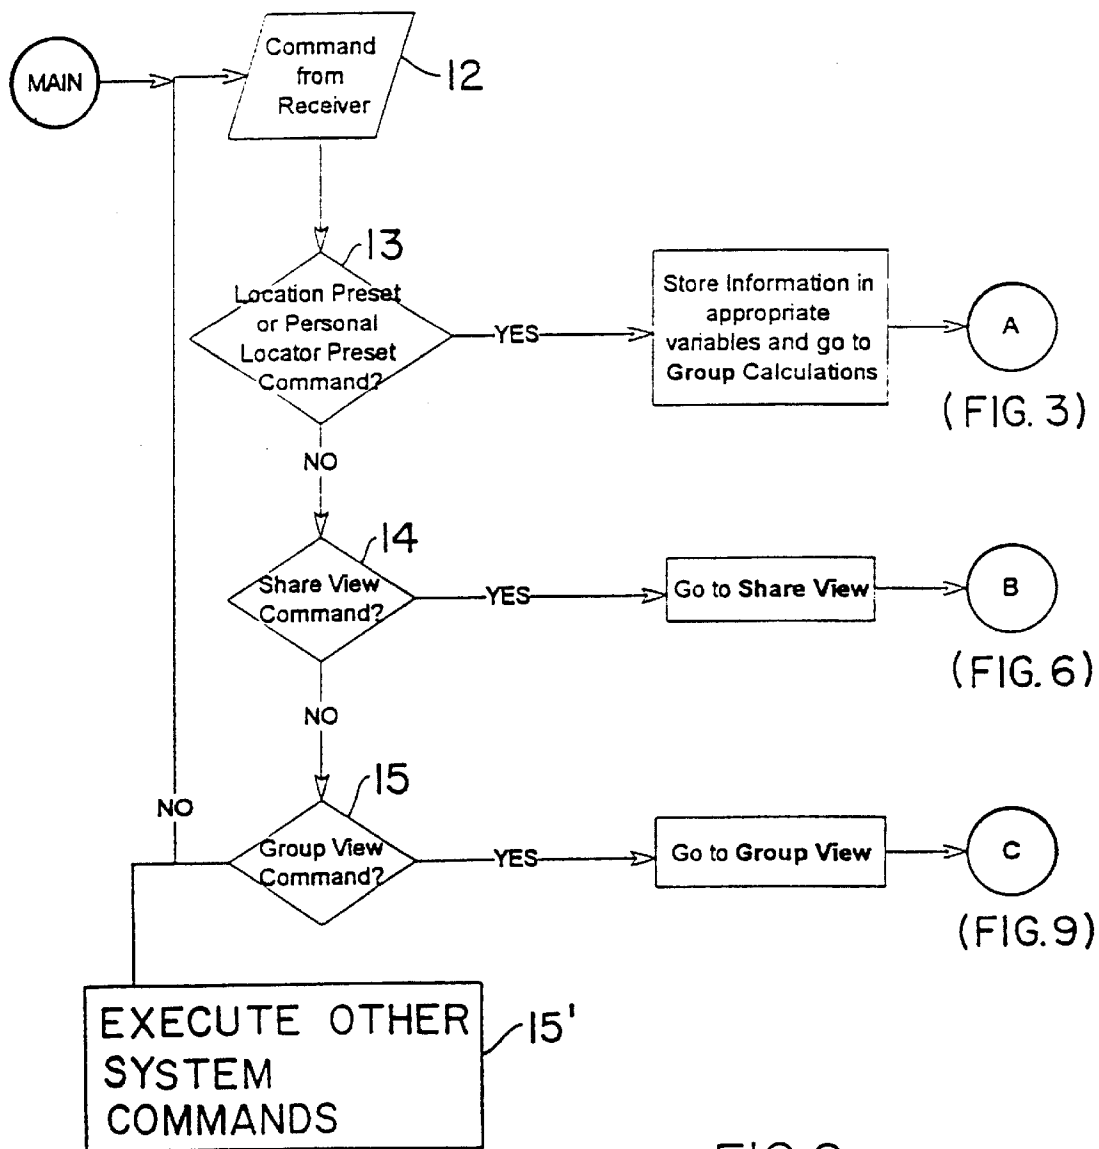 MAIN
Command
from
Receiver
12
13
Location Preset
or Personal
Locator Preset
Command?
YES
Store Information in
appropriate
variables and go to
Group Calculations
A
(FIG. 3)
NO
14
Share View
Command?
YES
Go to Share View
B
(FIG. 6)
NO
15
Group View
Command?
YES
Go to Group View
C
(FIG. 9)
NO
EXECUTE OTHER
SYSTEM
COMMANDS
15'